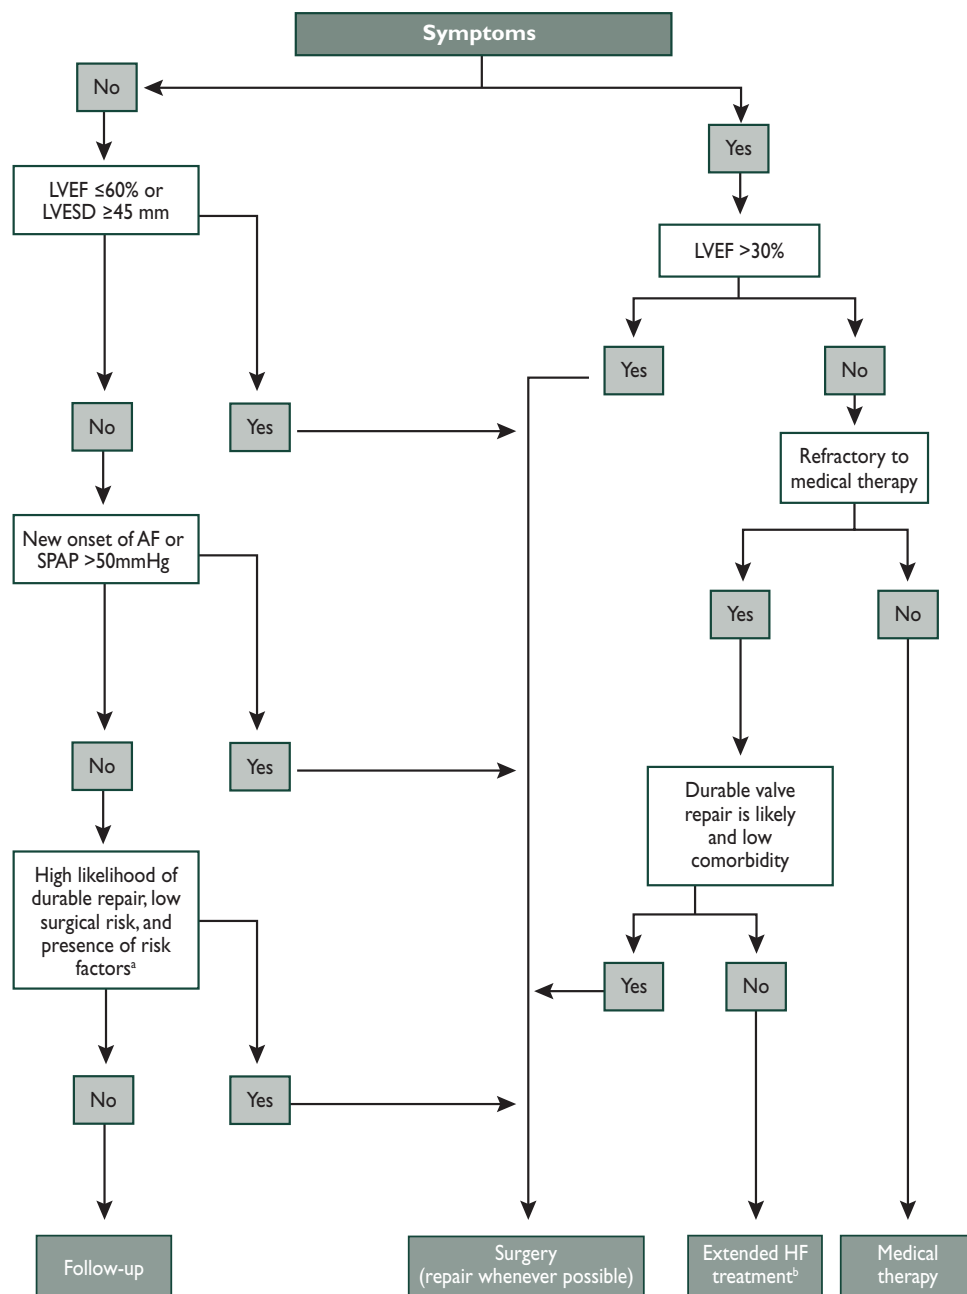 Symptoms
No
Yes
LVEF ≤60% or
LVESD ≥45 mm
LVEF >30%
Yes
No
No
Yes
Refractory to
medical therapy
New onset of AF or
SPAP >50mmHg
Yes
No
No
Yes
Durable valve
repair is likely
and low
comorbidity
High likelihood of
durable repair, low
surgical risk, and
presence of risk
factorsᵃ
Yes
No
No
Yes
Follow-up
Surgery
(repair whenever possible)
Extended HF
treatmentᵇ
Medical
therapy